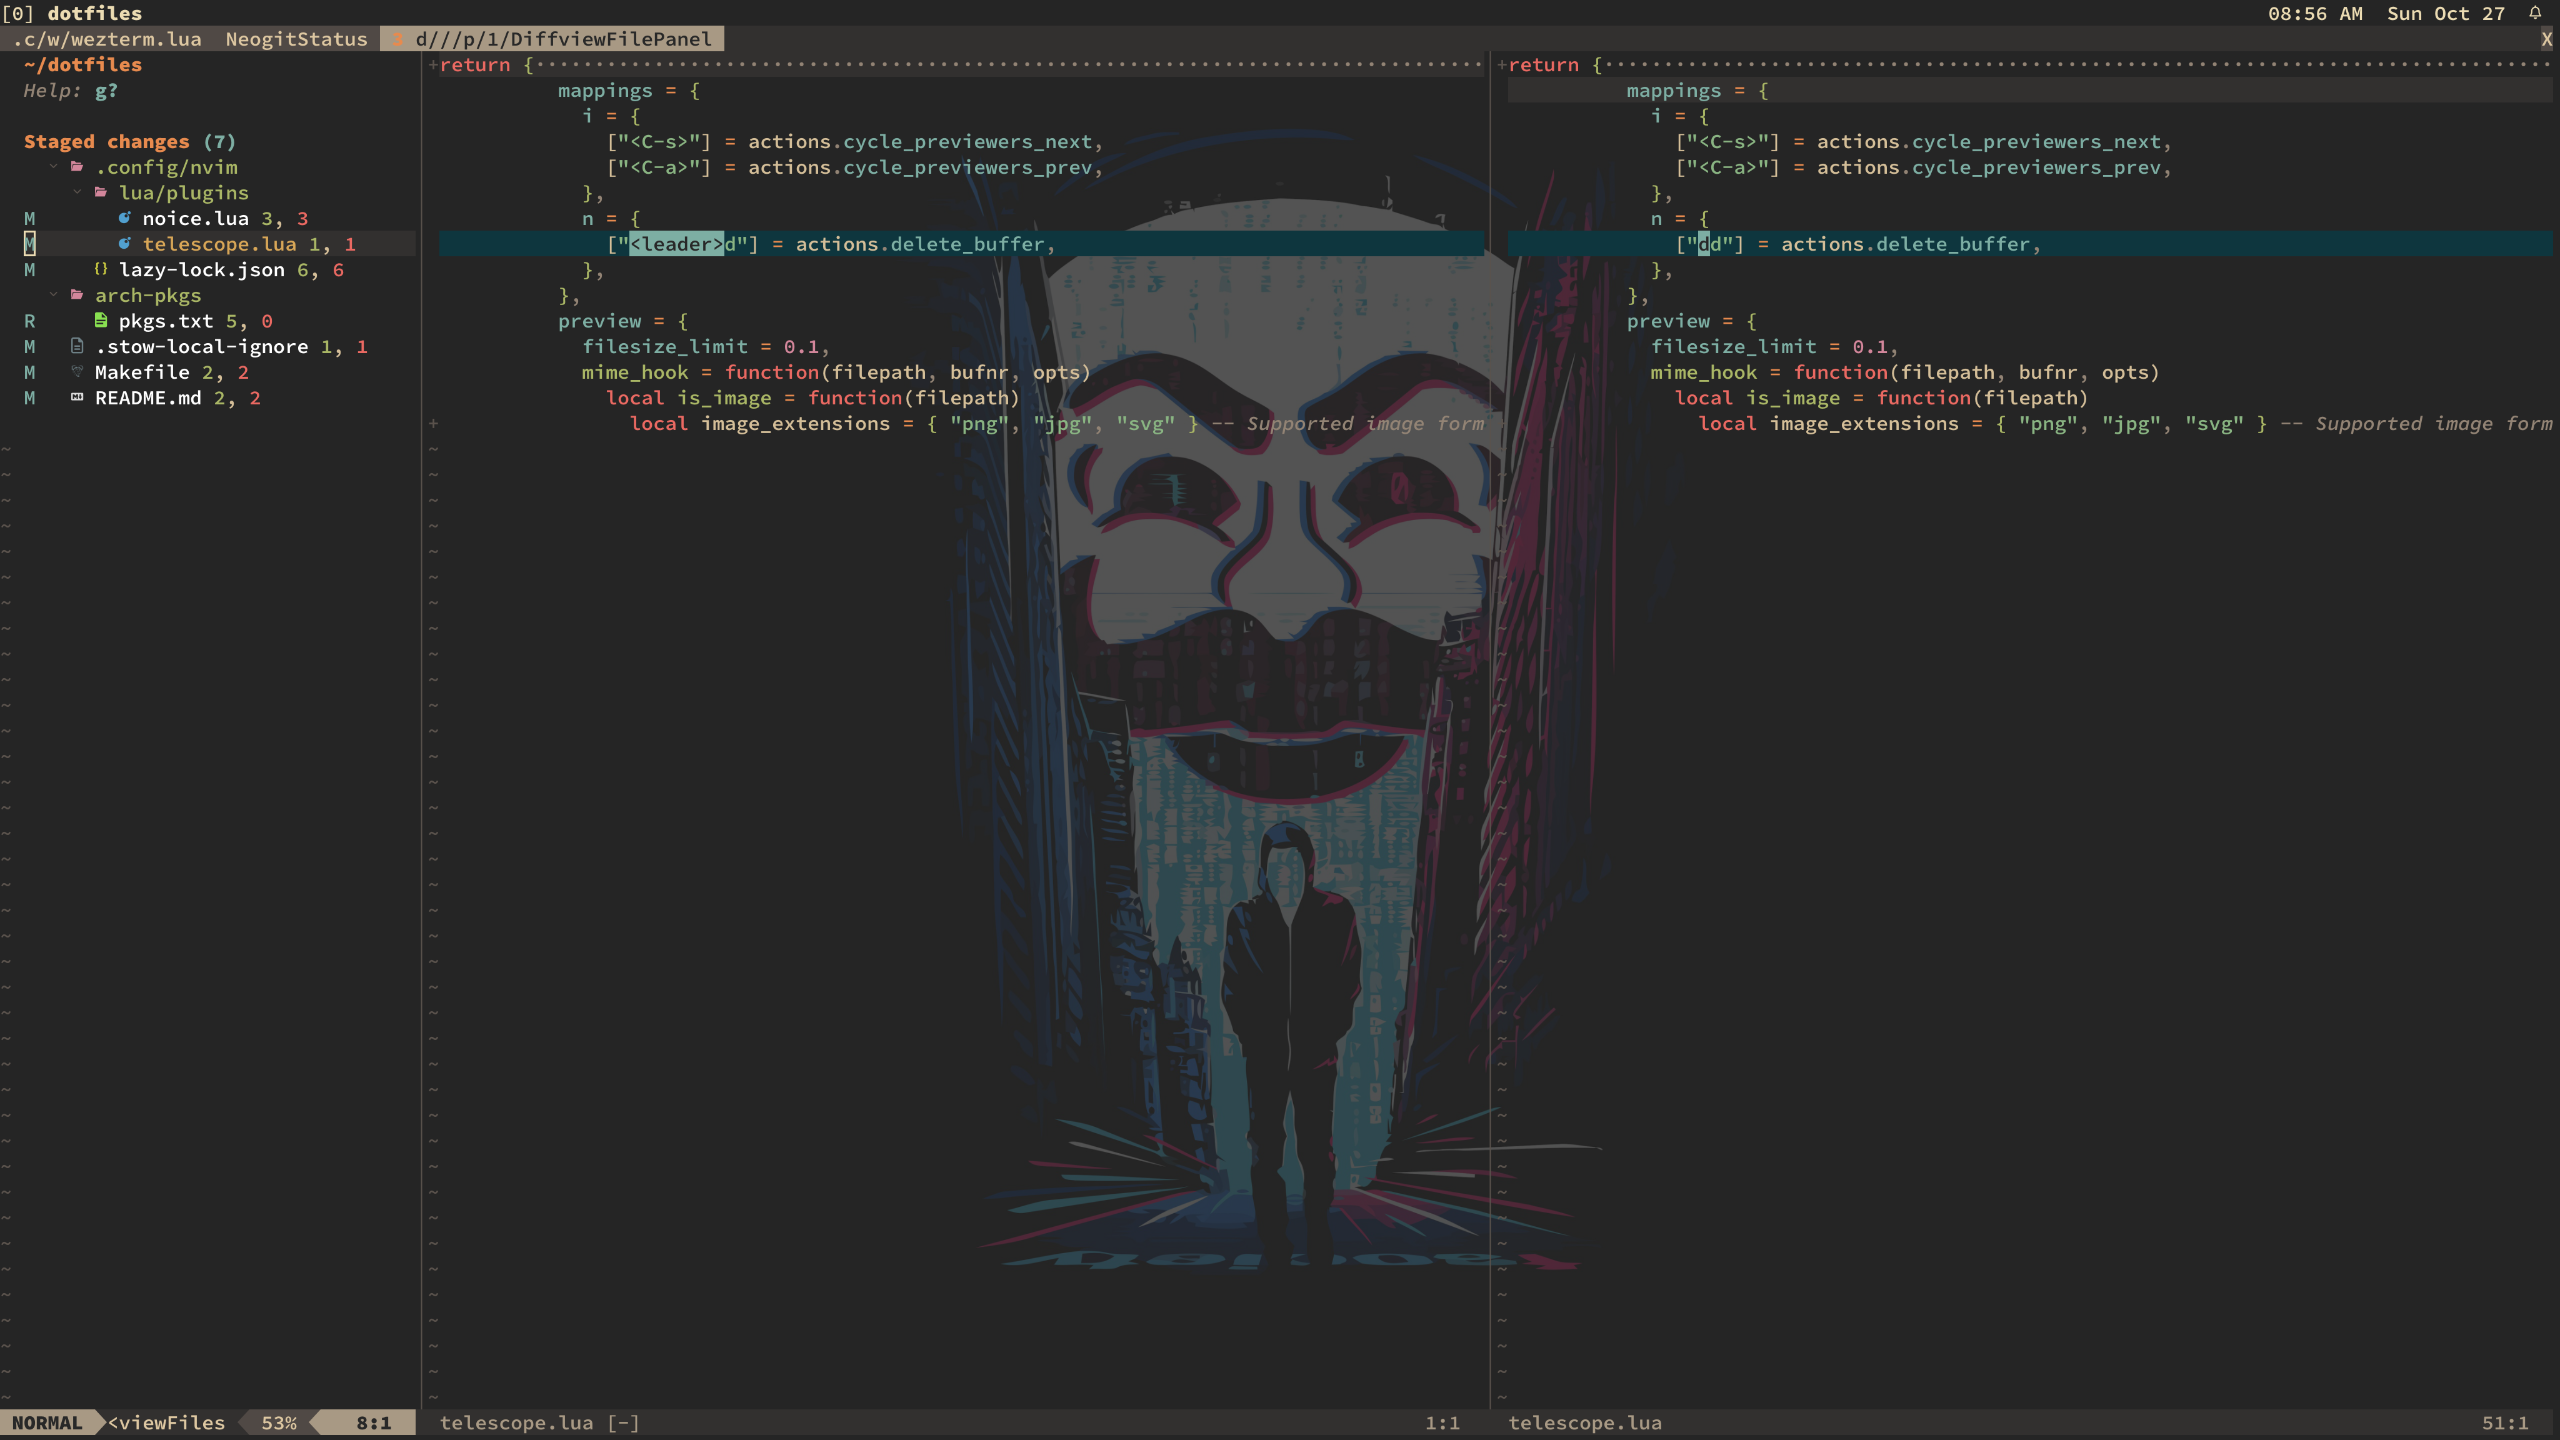 [0] dotfiles 08:56 AM Sun Oct 27
.c/w/wezterm.lua NeogitStatus 3 d///p/1/DiffviewFilePanel X
~/dotfiles
Help: g?
Staged changes (7)
.config/nvim
lua/plugins
M noice.lua 3, 3
M telescope.lua 1, 1
M {} lazy-lock.json 6, 6
arch-pkgs
R pkgs.txt 5, 0
M .stow-local-ignore 1, 1
M Makefile 2, 2
M README.md 2, 2
+return {································································
mappings = {
i = {
["<C-s>"] = actions.cycle_previewers_next,
["<C-a>"] = actions.cycle_previewers_prev,
},
n = {
["<leader>d"] = actions.delete_buffer,
},
},
preview = {
filesize_limit = 0.1,
mime_hook = function(filepath, bufnr, opts)
local is_image = function(filepath)
+ local image_extensions = { "png", "jpg", "svg" } -- Supported image form
+return {································································
mappings = {
i = {
["<C-s>"] = actions.cycle_previewers_next,
["<C-a>"] = actions.cycle_previewers_prev,
},
n = {
["dd"] = actions.delete_buffer,
},
},
preview = {
filesize_limit = 0.1,
mime_hook = function(filepath, bufnr, opts)
local is_image = function(filepath)
local image_extensions = { "png", "jpg", "svg" } -- Supported image form
NORMAL <viewFiles 53% 8:1 telescope.lua [-] 1:1 telescope.lua 51:1